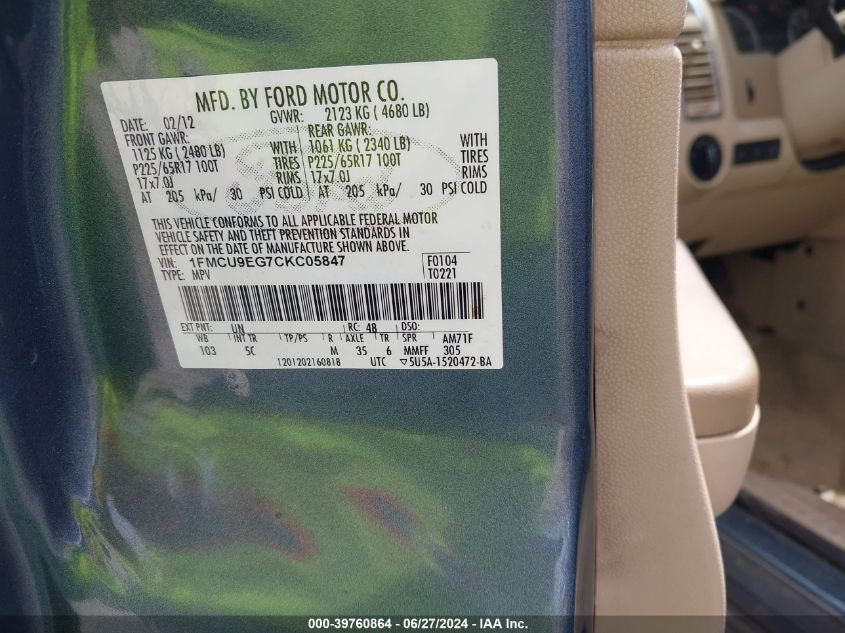 MFD. BY FORD MOTOR CO.
DATE: 02/12 GVWR: 2123 KG ( 4680 LB)
FRONT GAWR: REAR GAWR:
1125 KG ( 2480 LB) WITH 1061 KG ( 2340 LB) WITH
P225/65R17 100T TIRES P225/65R17 100T TIRES
17x7.0J RIMS 17x7.0J RIMS
AT 205 kPa/ 30 PSI COLD AT 205 kPa/ 30 PSI COLD
THIS VEHICLE CONFORMS TO ALL APPLICABLE FEDERAL MOTOR
VEHICLE SAFETY AND THEFT PREVENTION STANDARDS IN
EFFECT ON THE DATE OF MANUFACTURE SHOWN ABOVE.
VIN: 1FMCU9EG7CKC05847 F0104
TYPE: MPV T0221
EXT PNT: UN RC: 48 DSO:
WB INT TR TP/PS R AXLE TR SPR AM71F
103 5C M 35 6 MMFF 305
1201202160818 UTC ▽5U5A-1520472-BA
000-39760864 - 06/27/2024 - IAA Inc.